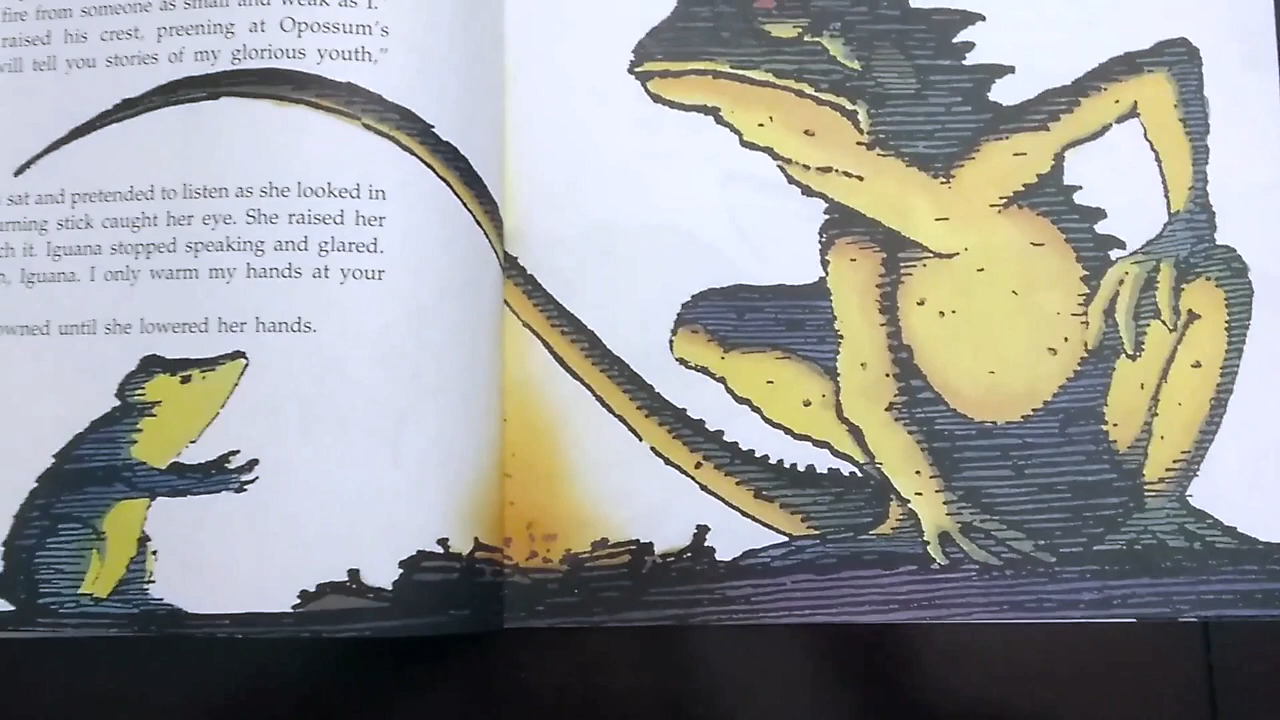 fire from someone as small and weak as I."
raised his crest, preening at Opossum's
will tell you stories of my glorious youth,"
sat and pretended to listen as she looked in
rning stick caught her eye. She raised her
ch it. Iguana stopped speaking and glared.
, Iguana. I only warm my hands at your
owned until she lowered her hands.